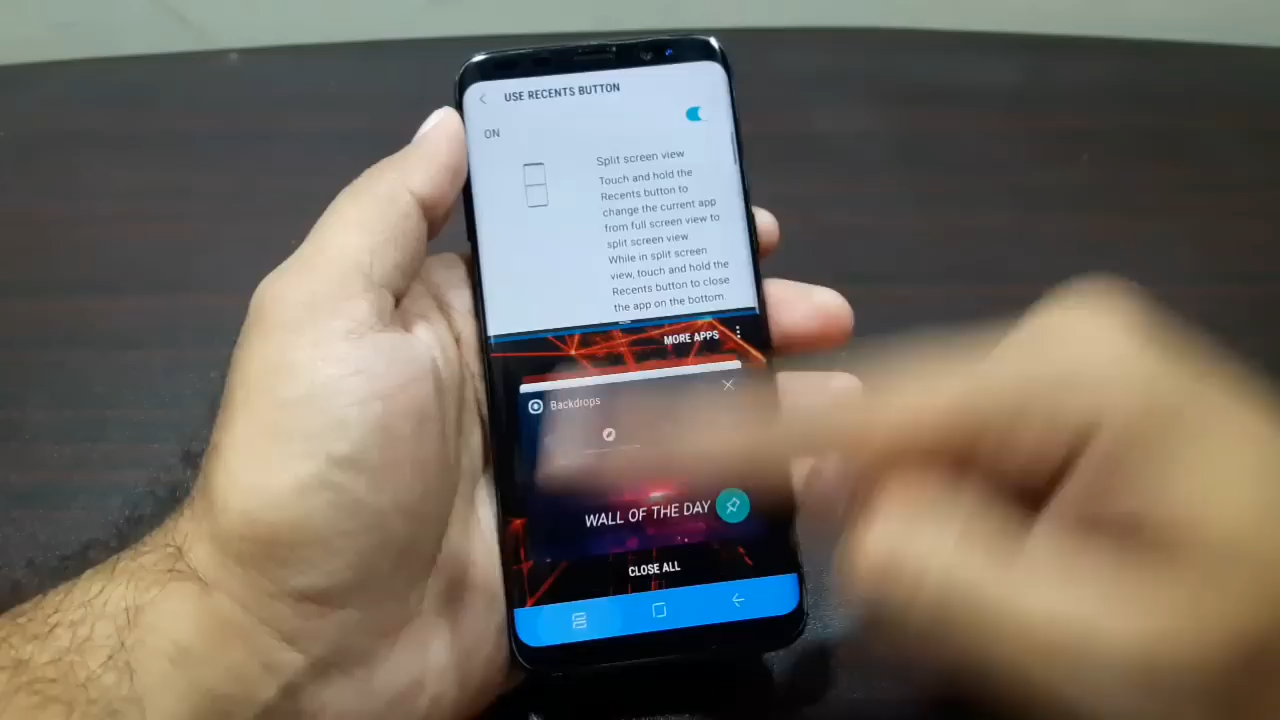 USE RECENTS BUTTON
ON
Split screen view
Touch and hold the
Recents button to
change the current app
from full screen view to
split screen view
While in split screen
view, touch and hold the
Recents button to close
the app on the bottom.
MORE APPS
Backdrops
WALL OF THE DAY
CLOSE ALL